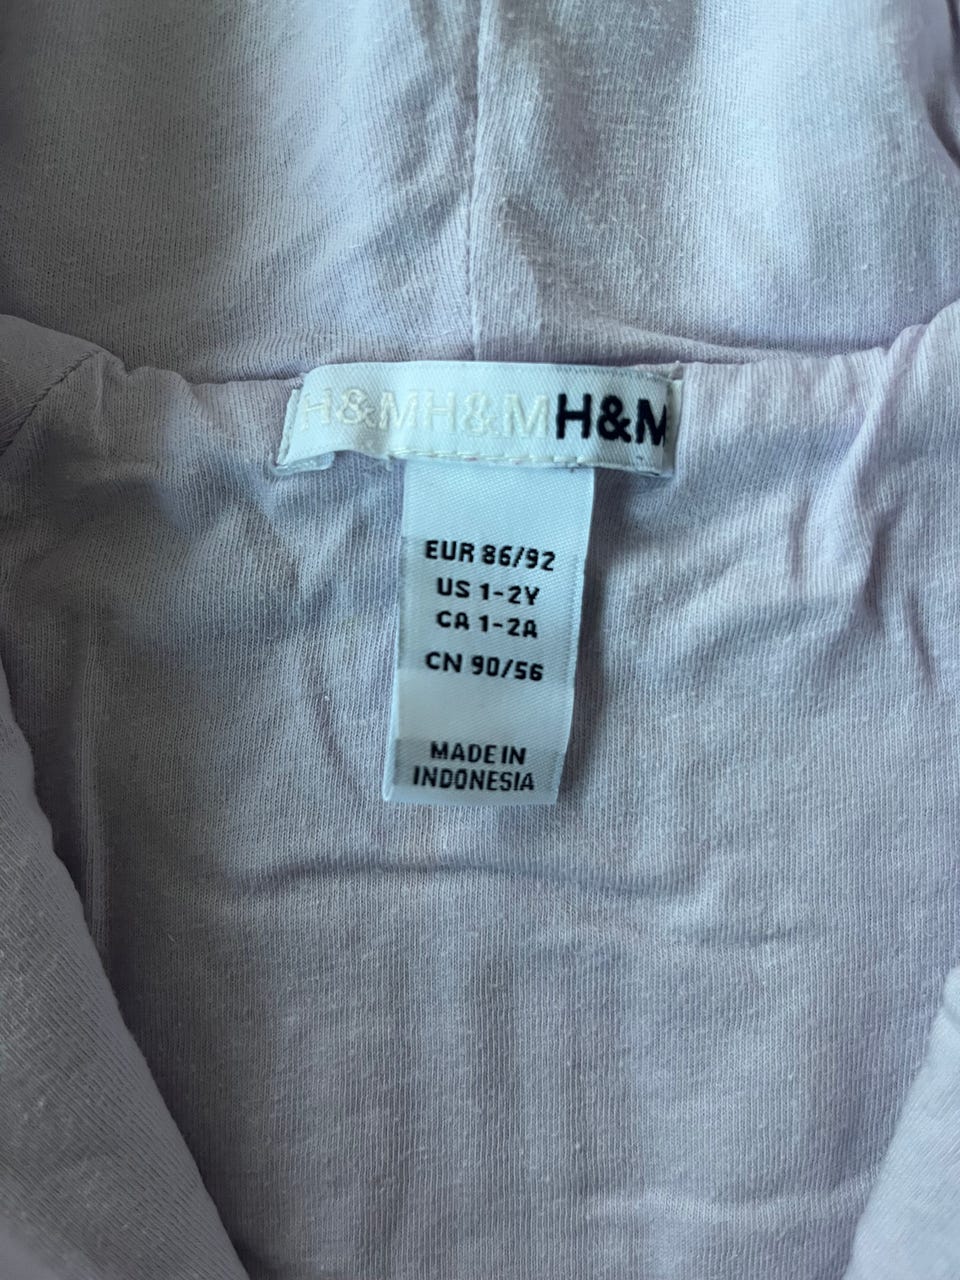 H&MH&MH&M
EUR 86/92
US 1-2Y
CA 1-2A
CN 90/56
MADE IN
INDONESIA